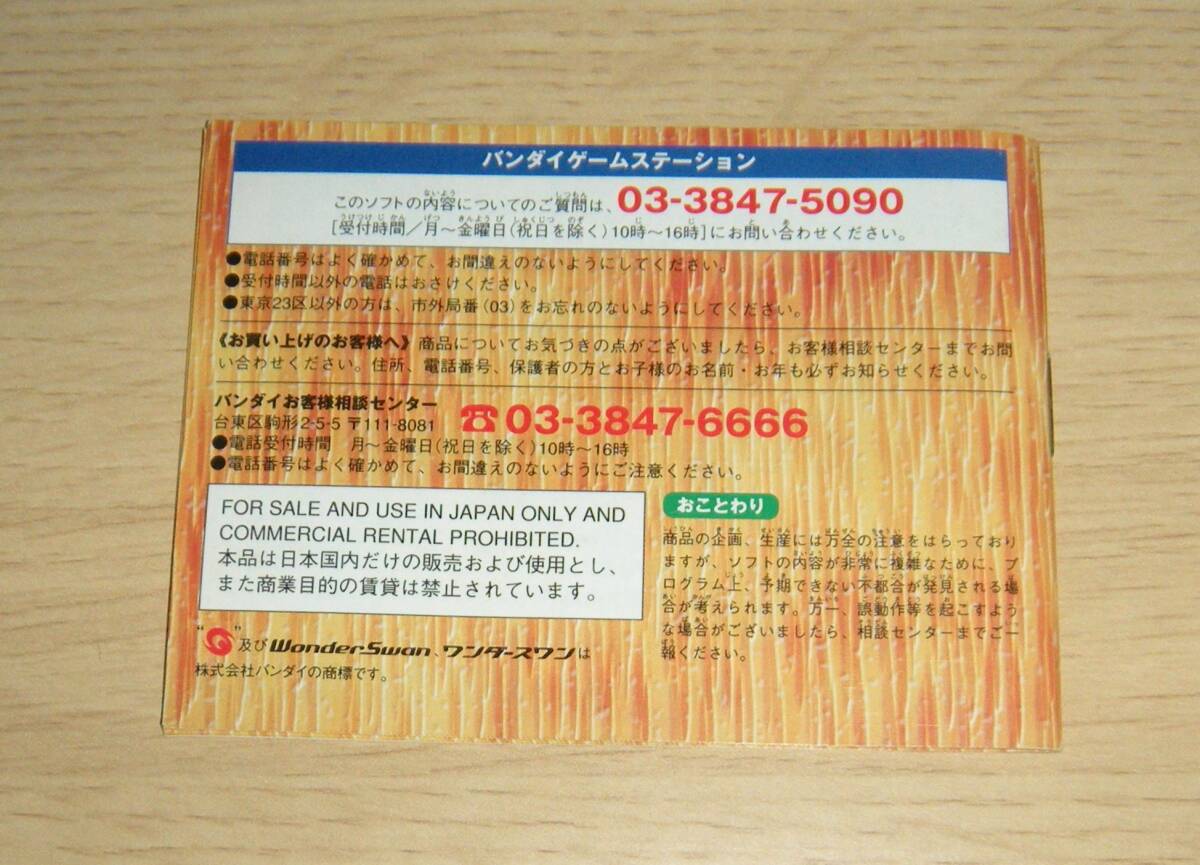 バンダイゲームステーション
このソフトの内容についてのご質問は、03-3847-5090
[受付時間/月〜金曜日(祝日を除く)10時〜16時]にお問い合わせください。
●電話番号はよく確かめて、お間違えのないようにしてください。
●受付時間以外の電話はおさけください。
●東京23区以外の方は、市外局番(03)をお忘れのないようにしてください。
《お買い上げのお客様へ》商品についてお気づきの点がございましたら、お客様相談センターまでお問
い合わせください。住所、電話番号、保護者の方とお子様のお名前・お年も必ずお知らせください。
バンダイお客様相談センター
台東区駒形2-5-5 〒111-8081
☎03-3847-6666
●電話受付時間 月〜金曜日(祝日を除く)10時〜16時
●電話番号はよく確かめて、お間違えのないようにご注意ください。
FOR SALE AND USE IN JAPAN ONLY AND
COMMERCIAL RENTAL PROHIBITED.
本品は日本国内だけの販売および使用とし、
また商業目的の賃貸は禁止されています。
" "及びWonderSwan、ワンダースワンは
株式会社バンダイの商標です。
おことわり
商品の企画、生産には万全の注意をはらっており
ますが、ソフトの内容が非常に複雑なために、プ
ログラム上、予期できない不都合が発見される場
合が考えられます。万一、誤動作等を起こすよう
な場合がございましたら、相談センターまでご一
報ください。